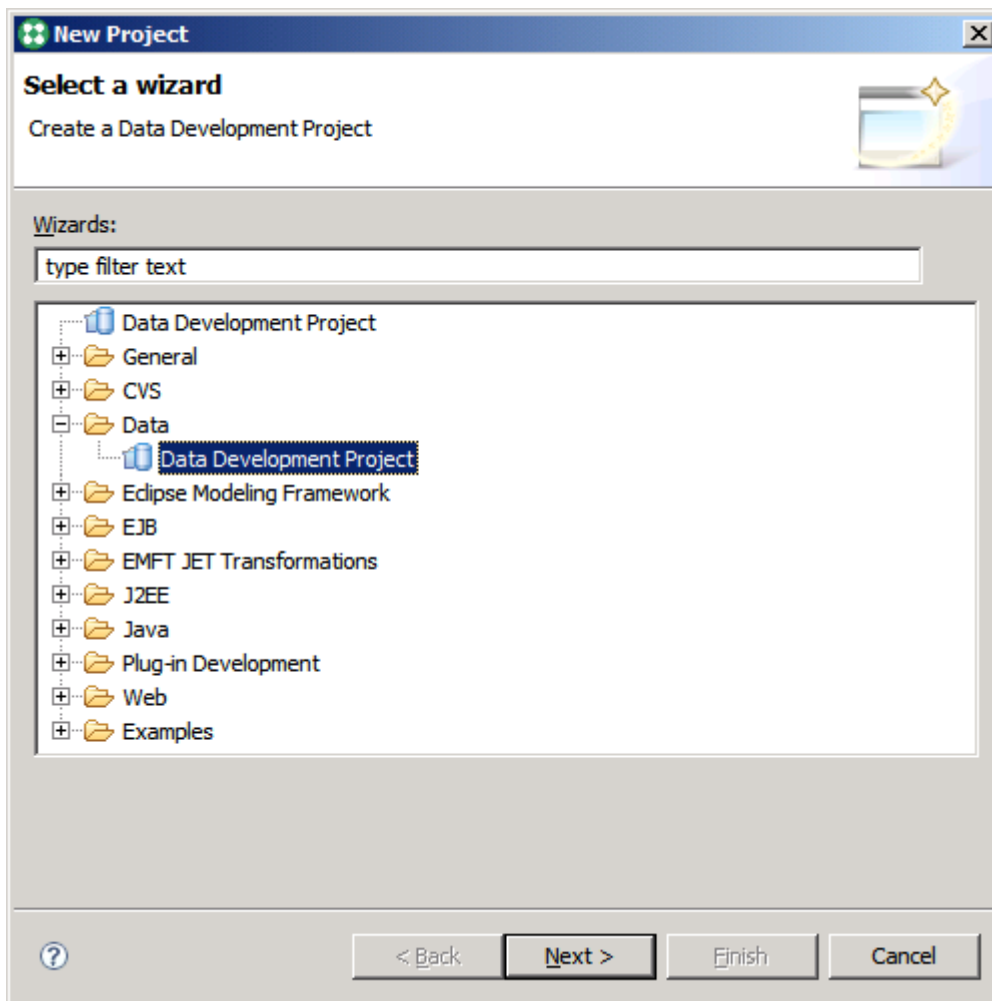 New Project
Select a wizard
Create a Data Development Project
Wizards:
type filter text
Data Development Project
General
CVS
Data
Data Development Project
Eclipse Modeling Framework
EJB
EMFT JET Transformations
J2EE
Java
Plug-in Development
Web
Examples
< Back Next > Finish Cancel